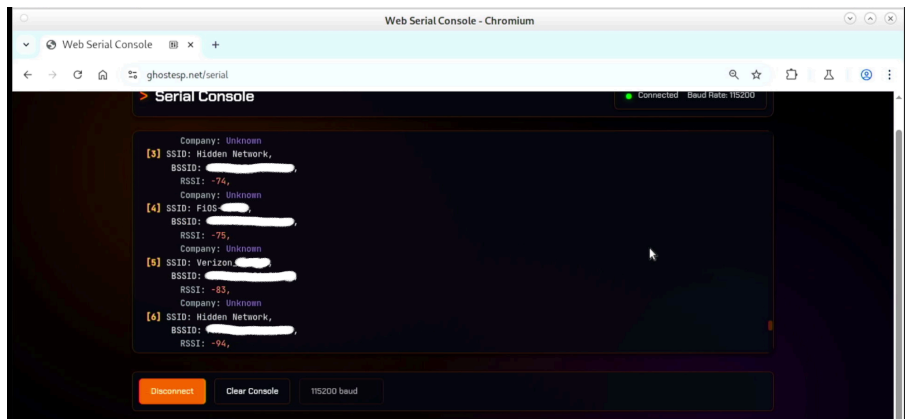 Web Serial Console - Chromium
Web Serial Console
ghostesp.net/serial
> Serial Console
Connected Baud Rate: 115200
Company: Unknown
[3] SSID: Hidden Network,
BSSID: ,
RSSI: -74,
Company: Unknown
[4] SSID: FiOS- ,
BSSID: ,
RSSI: -75,
Company: Unknown
[5] SSID: Verizon_ ,
BSSID:
RSSI: -83,
Company: Unknown
[6] SSID: Hidden Network,
BSSID: ,
RSSI: -94,
Disconnect
Clear Console
115200 baud